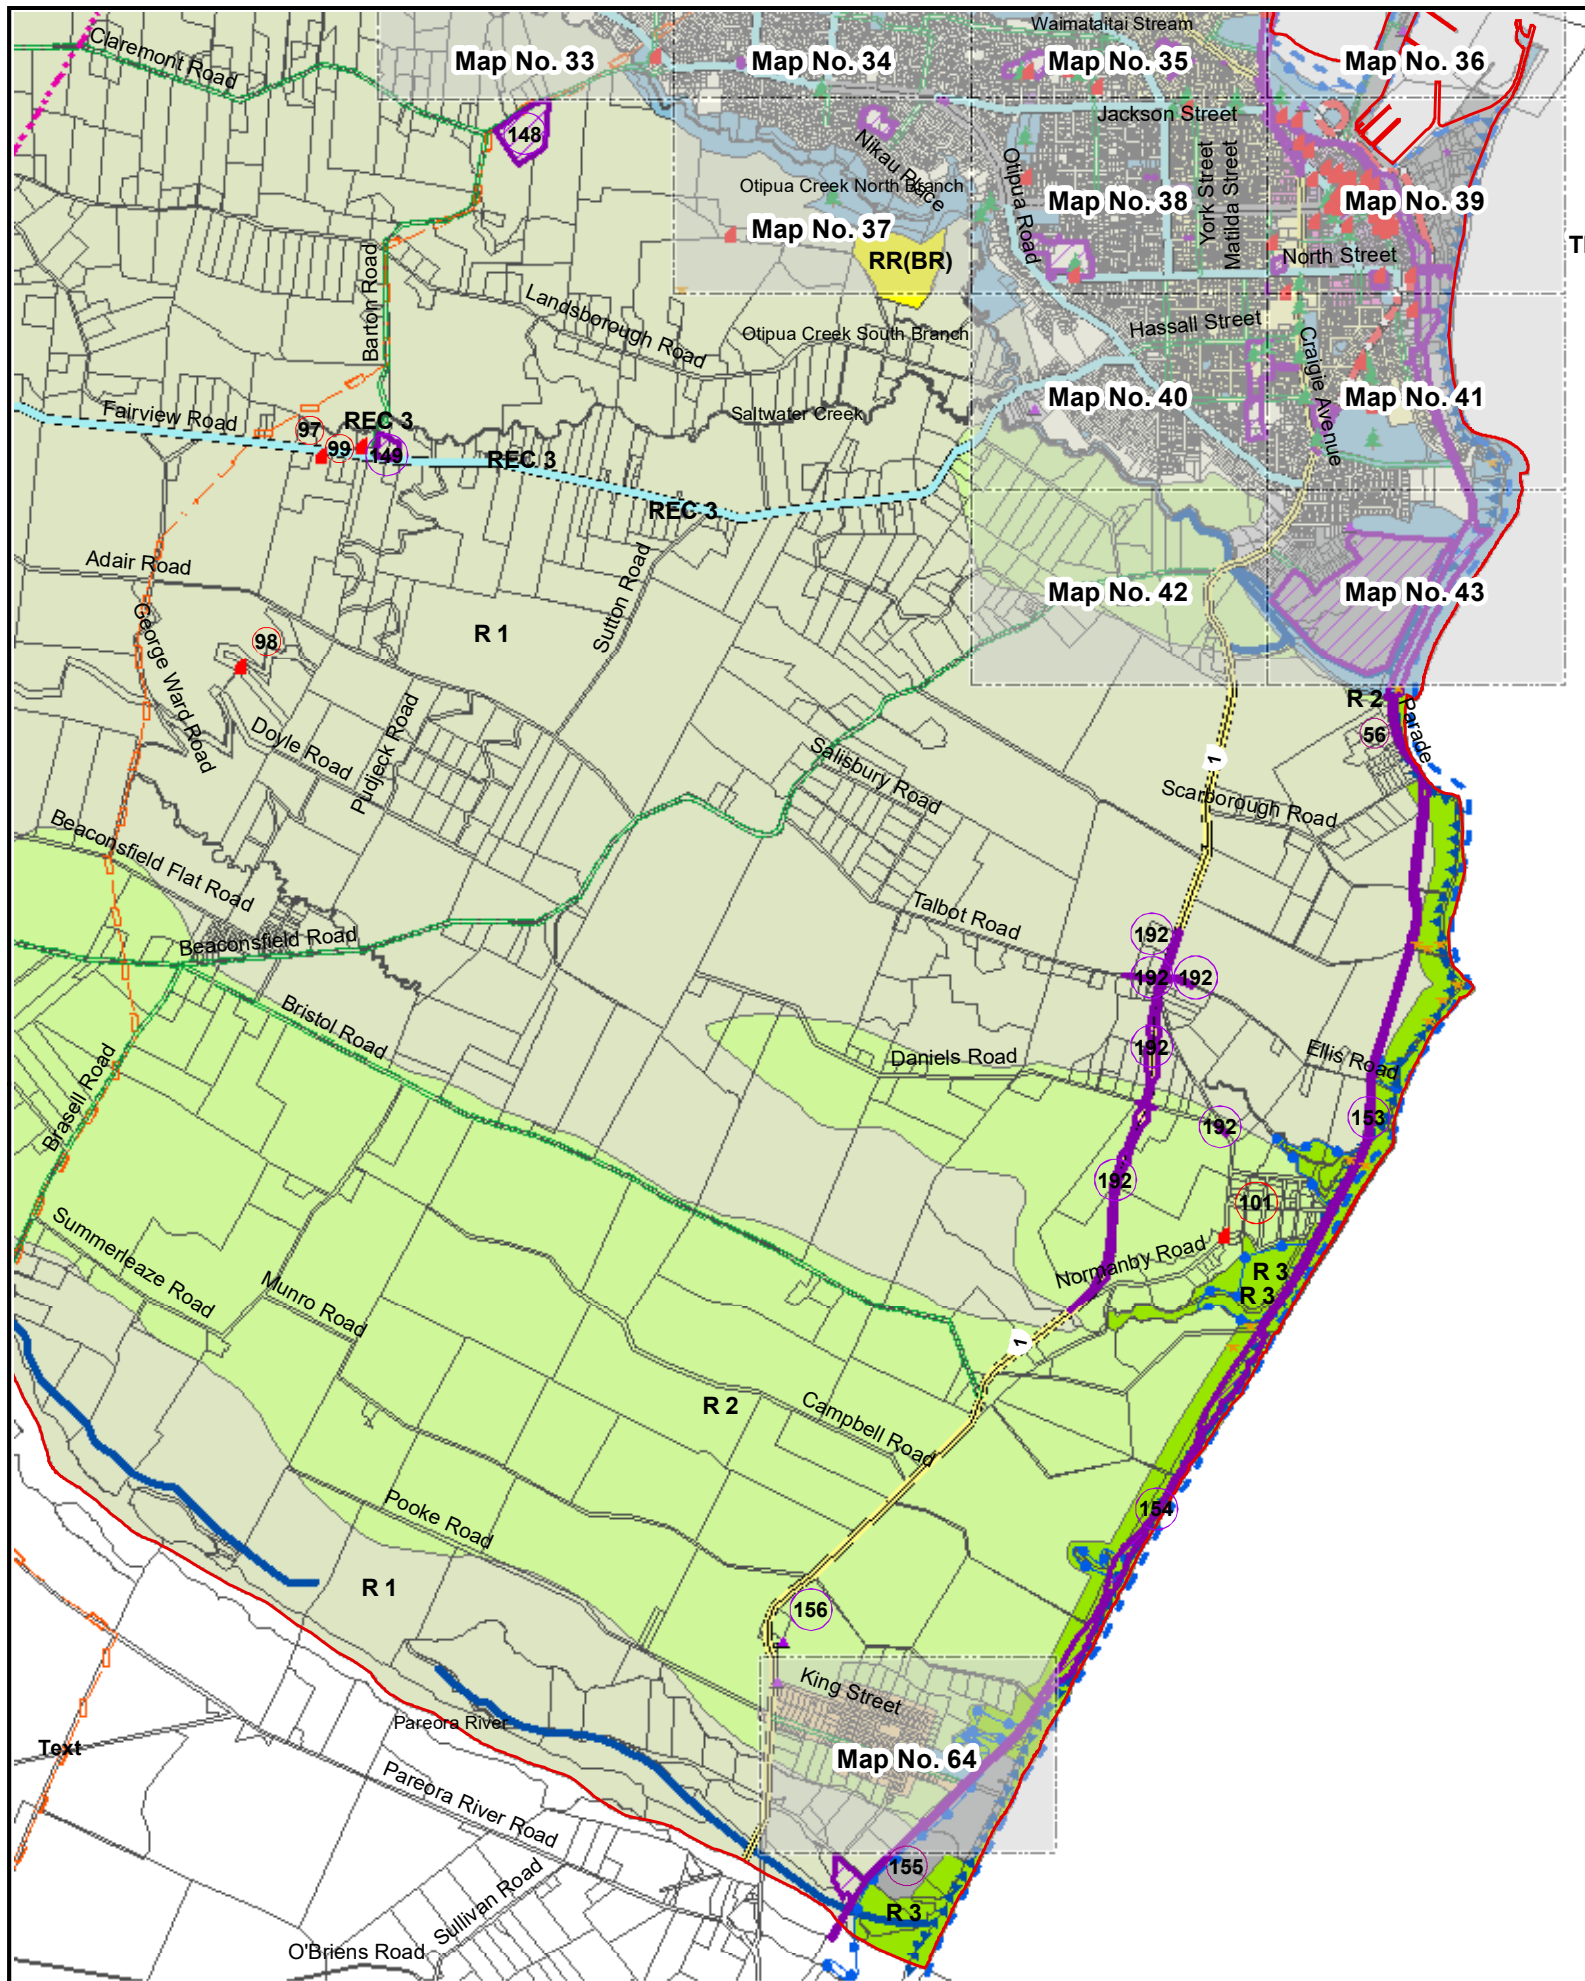 Waimataitai Stream
Claremont Road
Map No. 33
Map No. 34
Map No. 35
Map No. 36
148
Jackson Street
Nikau Place
Otipua Creek North Branch
Otipua Road
York Street
Matilda Street
Map No. 38
Map No. 39
Map No. 37
Tl
RR(BR)
North Street
Barton Road
Landsborough Road
Otipua Creek South Branch
Hassall Street
Craigie Avenue
Map No. 40
Map No. 41
Fairview Road
97
REC 3
Saltwater Creek
99
149
REC 3
REC 3
Adair Road
Sutton Road
Map No. 42
Map No. 43
George Ward Road
98
R 1
R 2
Parade
56
Doyle Road
Pudjeck Road
Salisbury Road
1
Scarborough Road
Beaconsfield Flat Road
Talbot Road
Beaconsfield Road
192
192
192
Bristol Road
Daniels Road
192
Ellis Road
Brasell Road
153
192
192
101
Summerleaze Road
Munro Road
Normanby Road
R 3
R 3
1
R 2
Campbell Road
Pooke Road
154
R 1
156
King Street
Pareora River
Text
Map No. 64
Pareora River Road
155
Sullivan Road
R 3
O'Briens Road